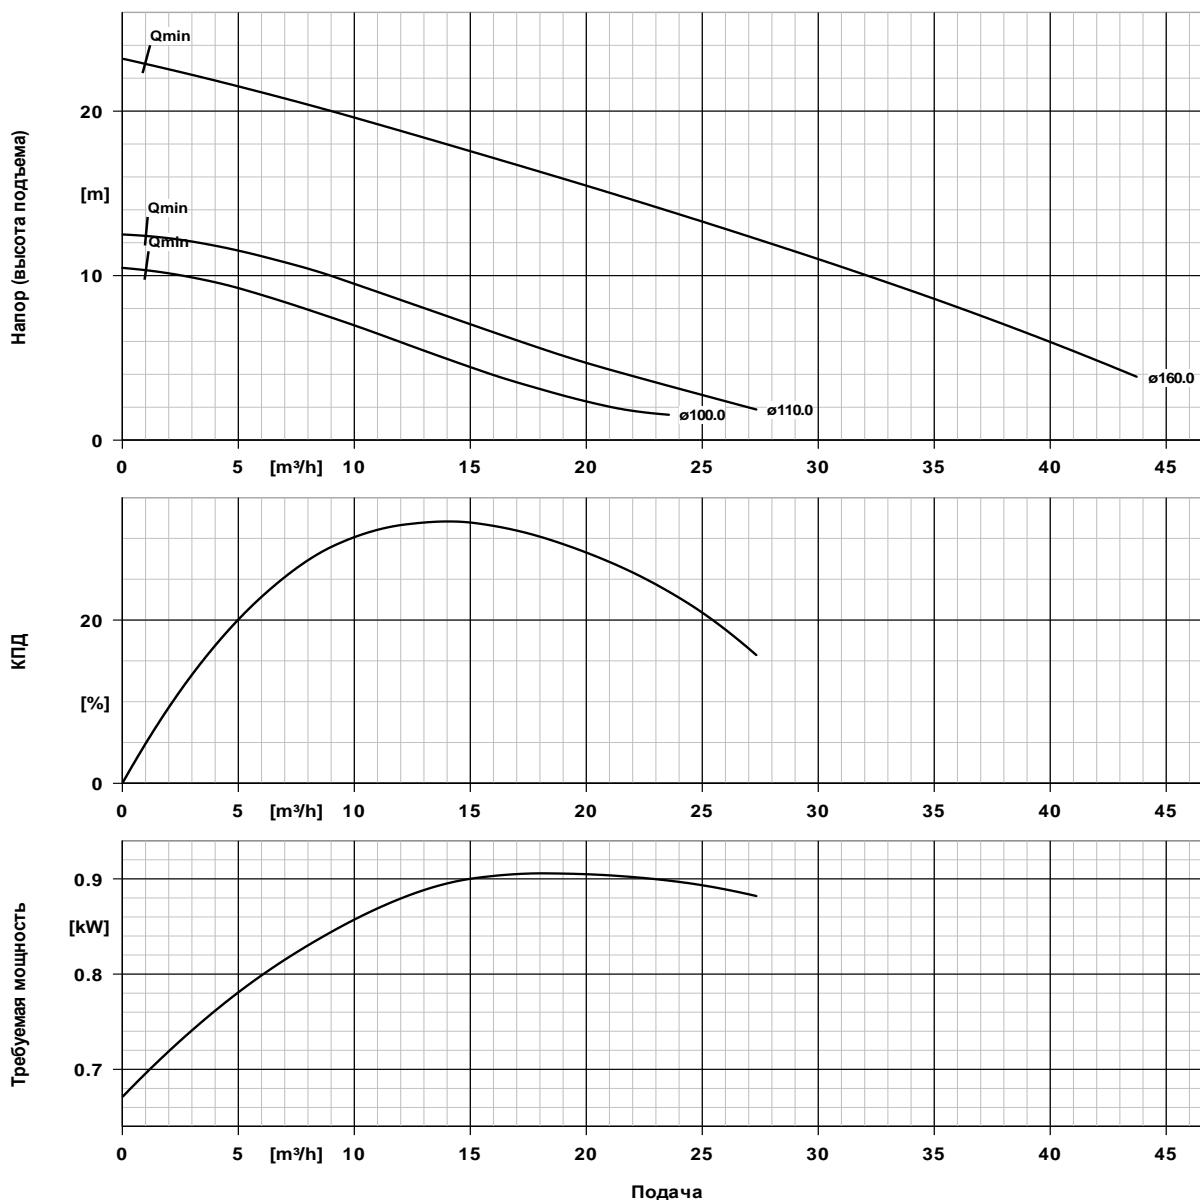 Qmin
20
[m]
Qmin
Qmin
10
0
ø160.0
ø110.0
ø100.0
Напор (высота подъема)
0 5 [m³/h] 10 15 20 25 30 35 40 45
20
[%]
0
КПД
0 5 [m³/h] 10 15 20 25 30 35 40 45
0.9
[kW]
0.8
0.7
Требуемая мощность
0 5 [m³/h] 10 15 20 25 30 35 40 45
Подача